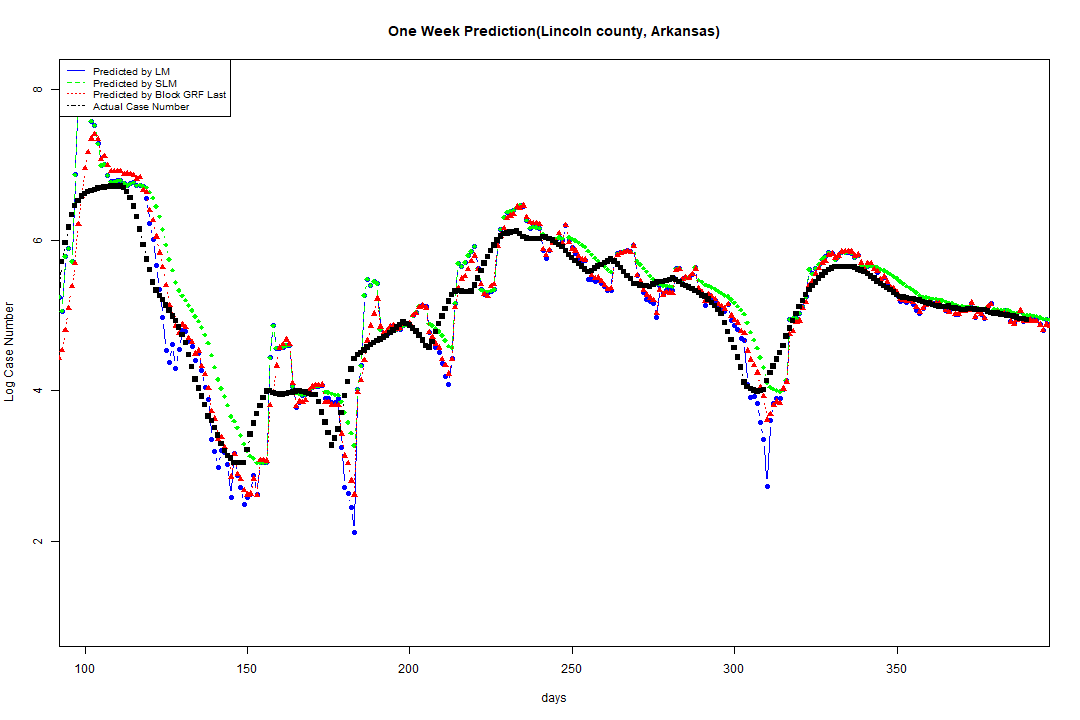 One Week Prediction(Lincoln county, Arkansas)
Predicted by LM
Predicted by SLM
Predicted by Block GRF Last
Actual Case Number
8
6
4
2
Log Case Number
100 150 200 250 300 350
days